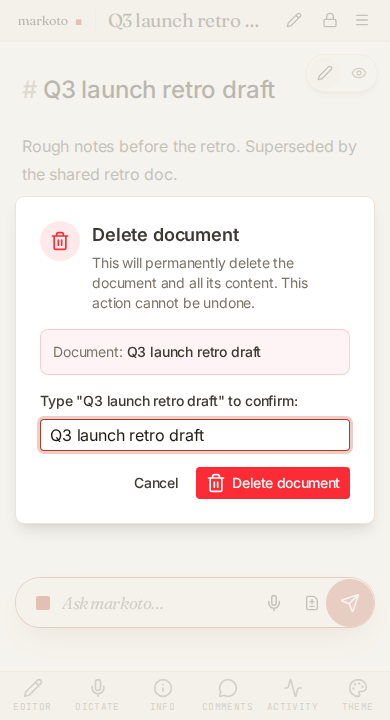 markoto
Q3 launch retro ...
# Q3 launch retro draft
Rough notes before the retro. Superseded by
the shared retro doc.
Delete document
This will permanently delete the
document and all its content. This
action cannot be undone.
Document: Q3 launch retro draft
Type "Q3 launch retro draft" to confirm:
Q3 launch retro draft
Cancel
Delete document
Ask markoto...
EDITOR
DICTATE
INFO
COMMENTS
ACTIVITY
THEME